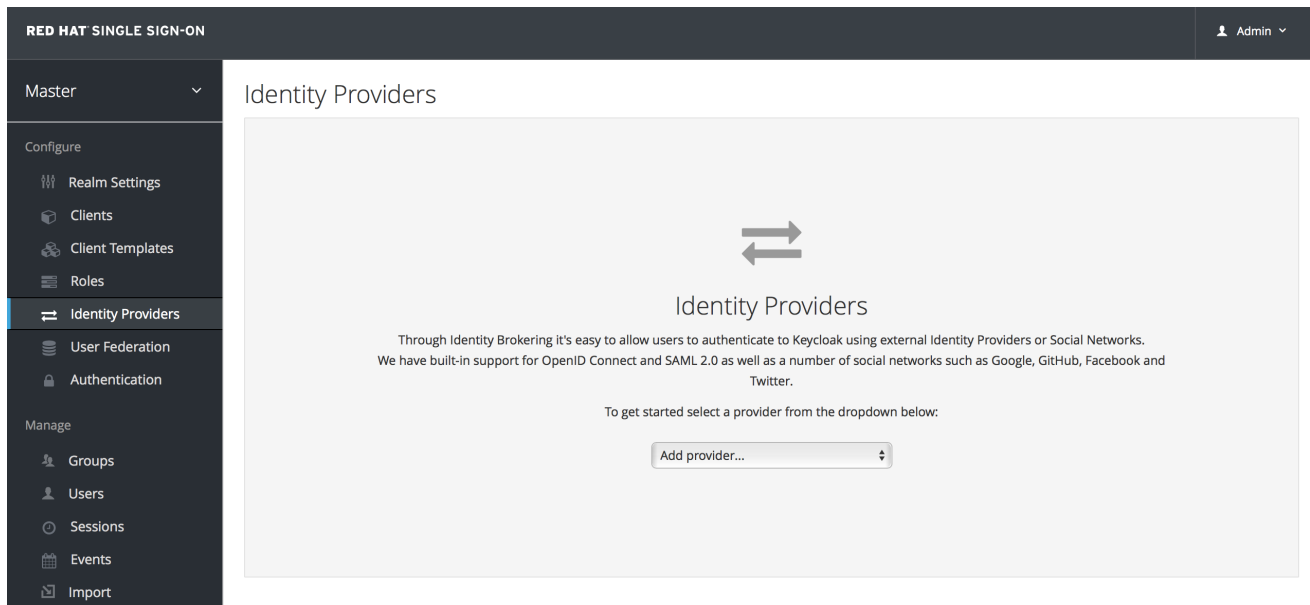 RED HAT SINGLE SIGN-ON
Admin
Master
Configure
Realm Settings
Clients
Client Templates
Roles
Identity Providers
User Federation
Authentication
Manage
Groups
Users
Sessions
Events
Import
Identity Providers
Identity Providers
Through Identity Brokering it's easy to allow users to authenticate to Keycloak using external Identity Providers or Social Networks.
We have built-in support for OpenID Connect and SAML 2.0 as well as a number of social networks such as Google, GitHub, Facebook and
Twitter.
To get started select a provider from the dropdown below:
Add provider...